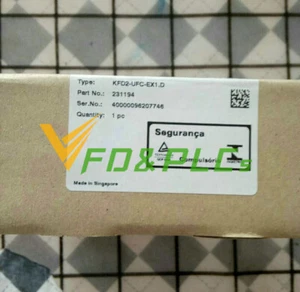 Type: KFD2-UFC-EX1.D
Part No.: 231194
Ser.No.: 40000096207746
Quantity: 1 pc
Segurança
Compulsório
VFD&PLCs
Made in Singapore